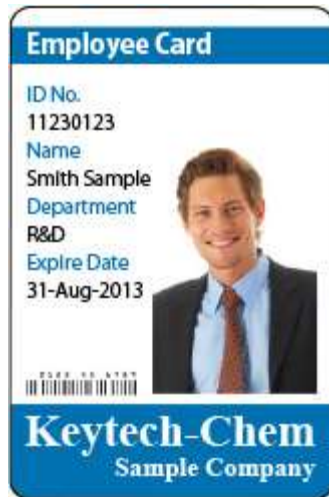 Employee Card
ID No.
11230123
Name
Smith Sample
Department
R&D
Expire Date
31-Aug-2013
Keytech-Chem
Sample Company